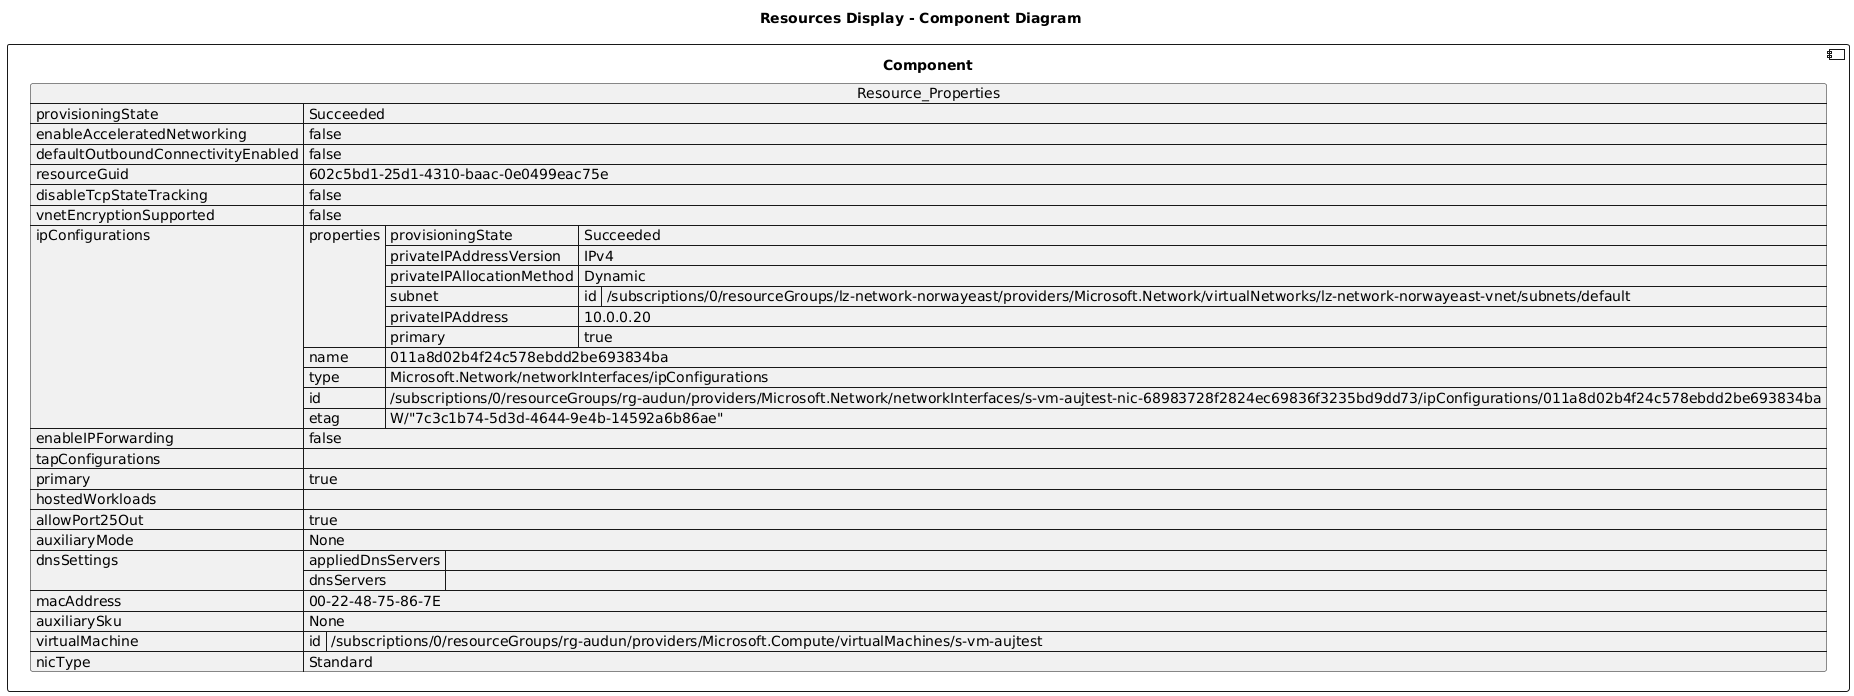 Resources Display - Component Diagram
Component
Resource_Properties
provisioningState Succeeded
enableAcceleratedNetworking false
defaultOutboundConnectivityEnabled false
resourceGuid 602c5bd1-25d1-4310-baac-0e0499eac75e
disableTcpStateTracking false
vnetEncryptionSupported false
ipConfigurations properties provisioningState Succeeded
privateIPAddressVersion IPv4
privateIPAllocationMethod Dynamic
subnet id /subscriptions/0/resourceGroups/lz-network-norwayeast/providers/Microsoft.Network/virtualNetworks/lz-network-norwayeast-vnet/subnets/default
privateIPAddress 10.0.0.20
primary true
name 011a8d02b4f24c578ebdd2be693834ba
type Microsoft.Network/networkInterfaces/ipConfigurations
id /subscriptions/0/resourceGroups/rg-audun/providers/Microsoft.Network/networkInterfaces/s-vm-aujtest-nic-68983728f2824ec69836f3235bd9dd73/ipConfigurations/011a8d02b4f24c578ebdd2be693834ba
etag W/"7c3c1b74-5d3d-4644-9e4b-14592a6b86ae"
enableIPForwarding false
tapConfigurations
primary true
hostedWorkloads
allowPort25Out true
auxiliaryMode None
dnsSettings appliedDnsServers
dnsServers
macAddress 00-22-48-75-86-7E
auxiliarySku None
virtualMachine id /subscriptions/0/resourceGroups/rg-audun/providers/Microsoft.Compute/virtualMachines/s-vm-aujtest
nicType Standard